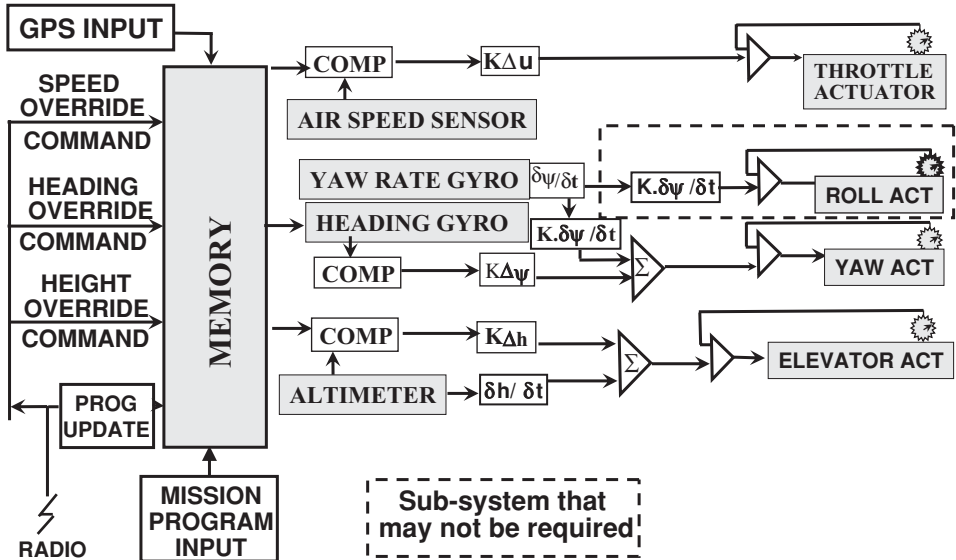 GPS INPUT
SPEED
OVERRIDE
COMMAND
HEADING
OVERRIDE
COMMAND
HEIGHT
OVERRIDE
COMMAND
PROG
UPDATE
RADIO
MEMORY
MISSION
PROGRAM
INPUT
COMP
KΔu
AIR SPEED SENSOR
THROTTLE
ACTUATOR
YAW RATE GYRO
δψ/δt
K.δψ /δt
ROLL ACT
HEADING GYRO
K.δψ /δt
COMP
KΔψ
Σ
YAW ACT
COMP
KΔh
Σ
ELEVATOR ACT
ALTIMETER
δh/ δt
Sub-system that
may not be required